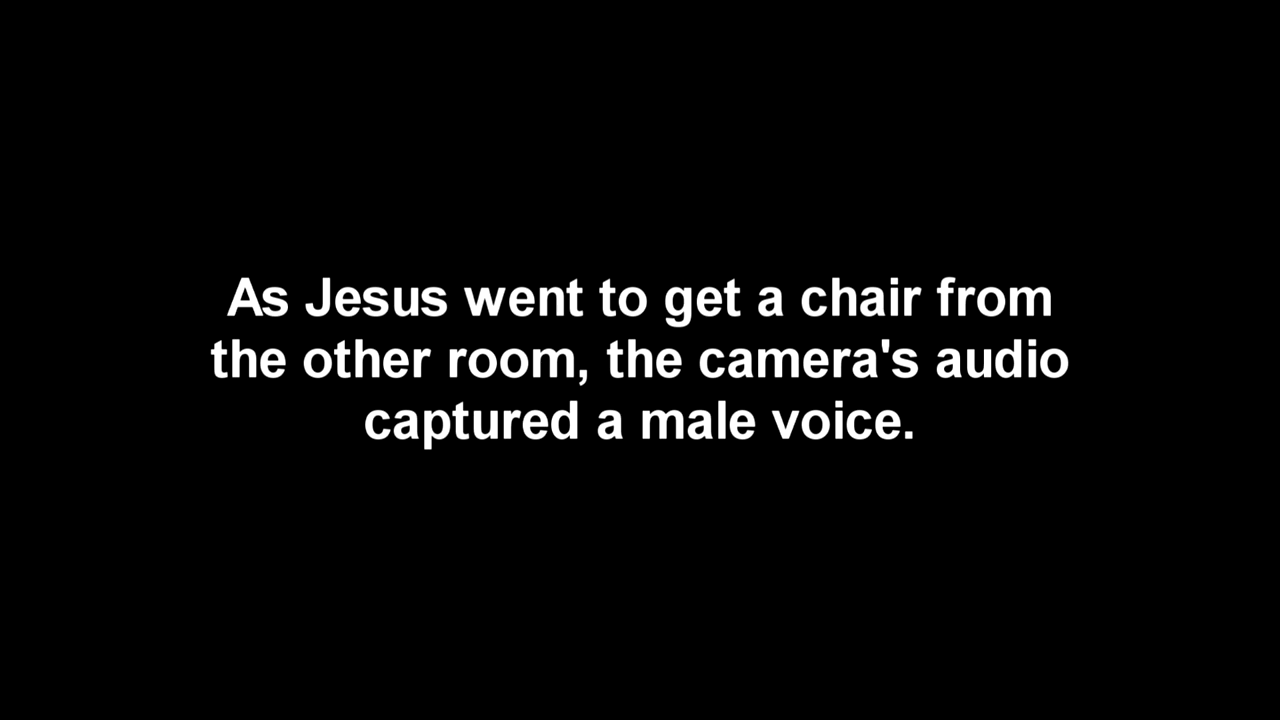 As Jesus went to get a chair from
the other room, the camera's audio
captured a male voice.